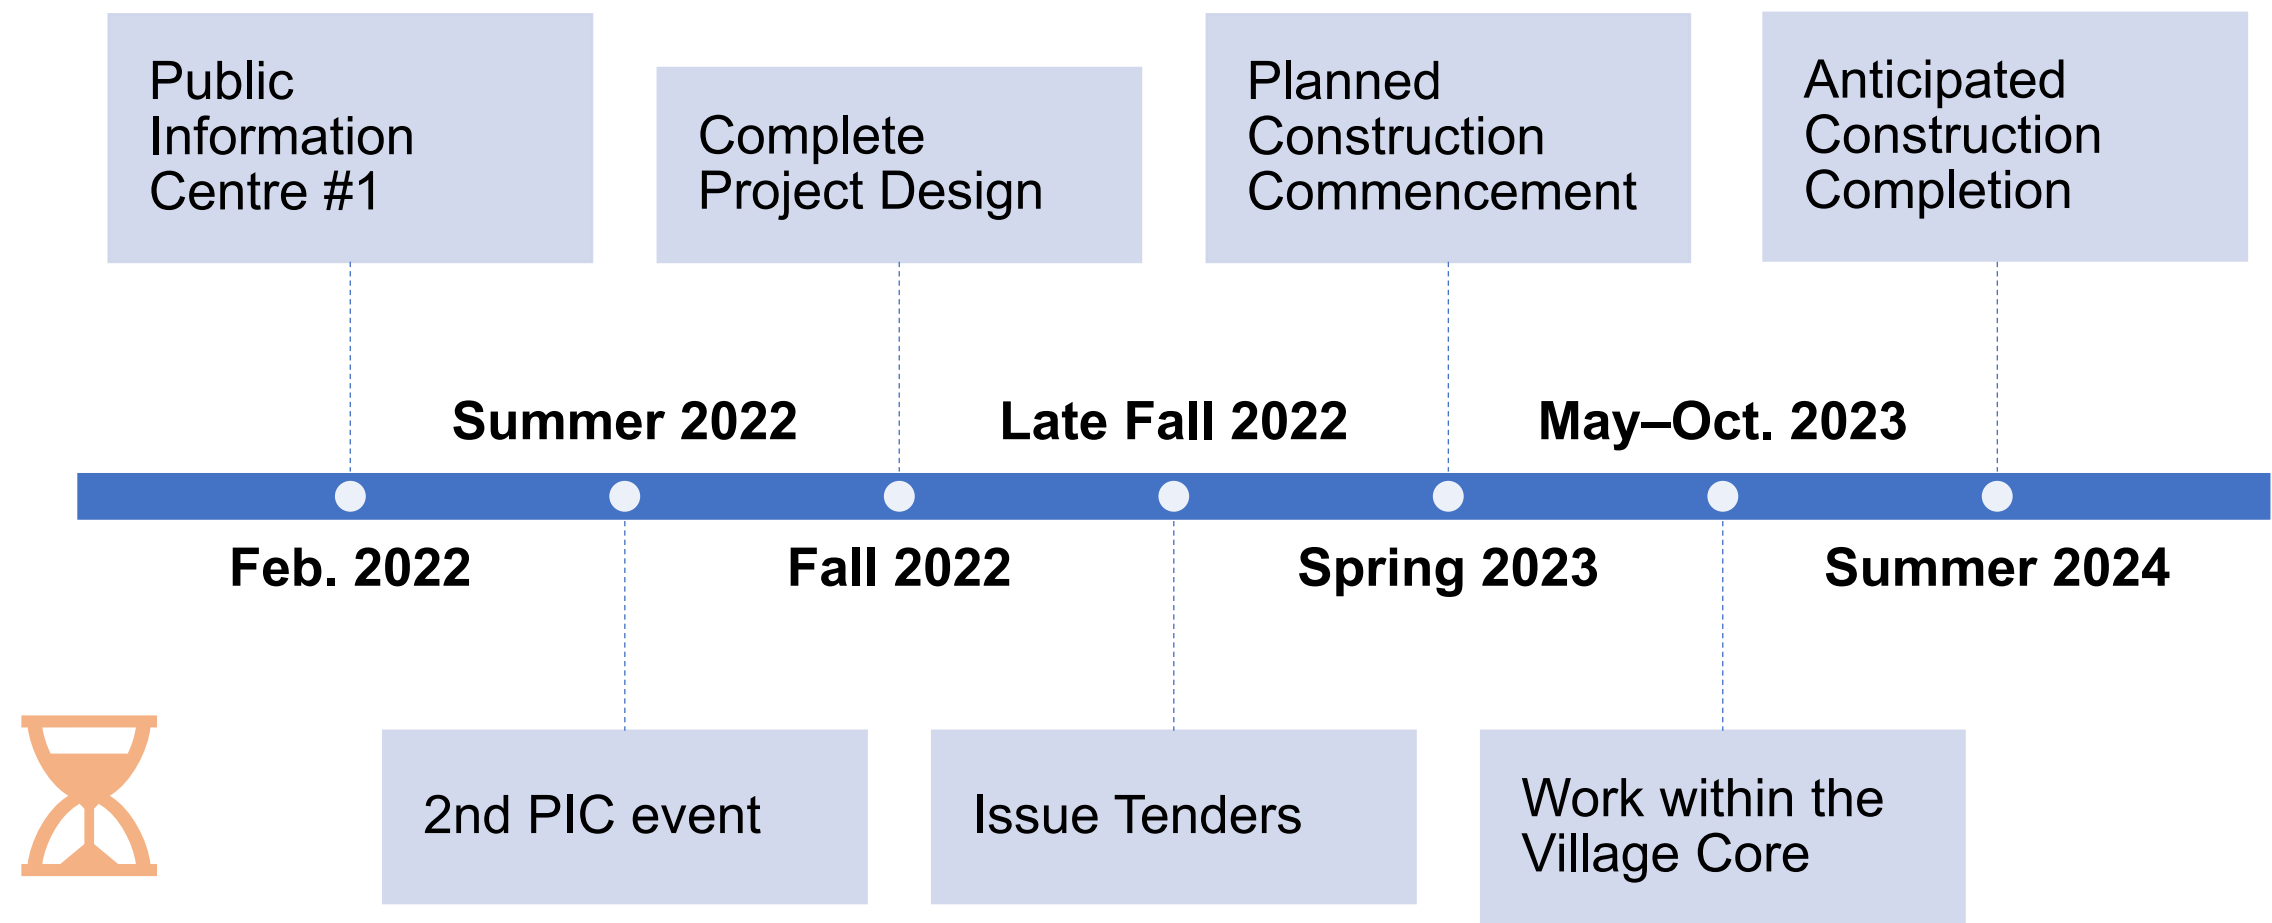 Public
Information
Centre #1
Complete
Project Design
Planned
Construction
Commencement
Anticipated
Construction
Completion
Summer 2022
Late Fall 2022
May–Oct. 2023
Feb. 2022
Fall 2022
Spring 2023
Summer 2024
2nd PIC event
Issue Tenders
Work within the
Village Core